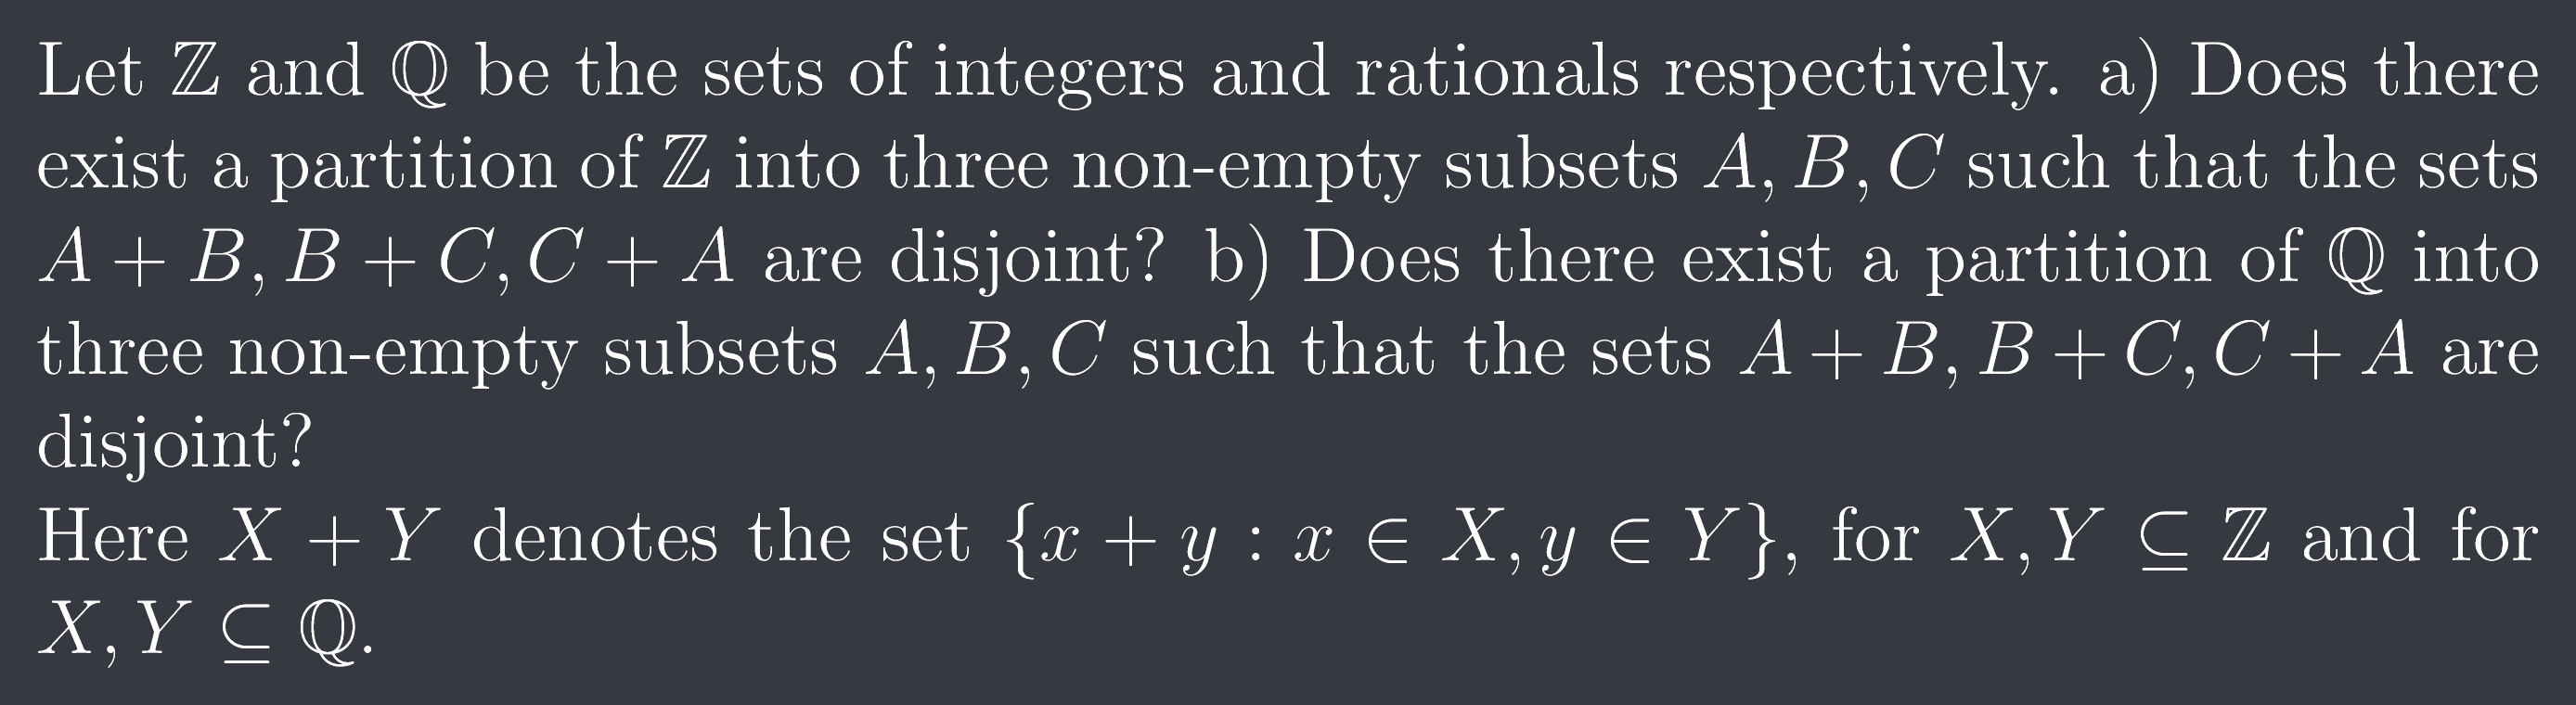 Let ℤ and ℚ be the sets of integers and rationals respectively. a) Does there
exist a partition of ℤ into three non-empty subsets A, B, C such that the sets
A + B, B + C, C + A are disjoint? b) Does there exist a partition of ℚ into
three non-empty subsets A, B, C such that the sets A + B, B + C, C + A are
disjoint?
Here X + Y denotes the set {x + y : x ∈ X, y ∈ Y}, for X, Y ⊆ ℤ and for
X, Y ⊆ ℚ.